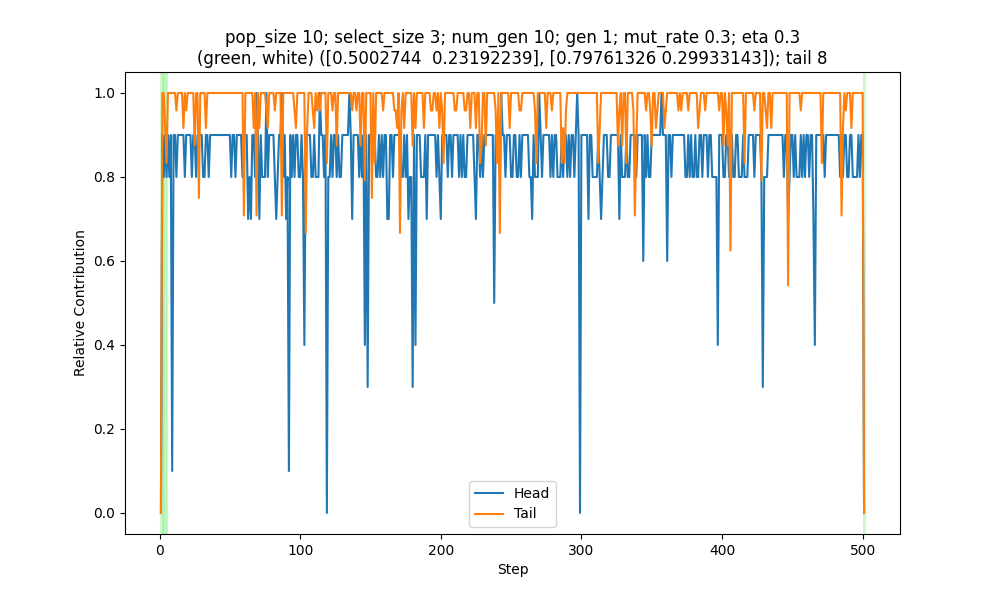 pop_size 10; select_size 3; num_gen 10; gen 1; mut_rate 0.3; eta 0.3
(green, white) ([0.5002744  0.23192239], [0.79761326 0.29933143]); tail 8
1.0
0.8
0.6
0.4
0.2
0.0
Relative Contribution
Head
Tail
0
100
200
300
400
500
Step